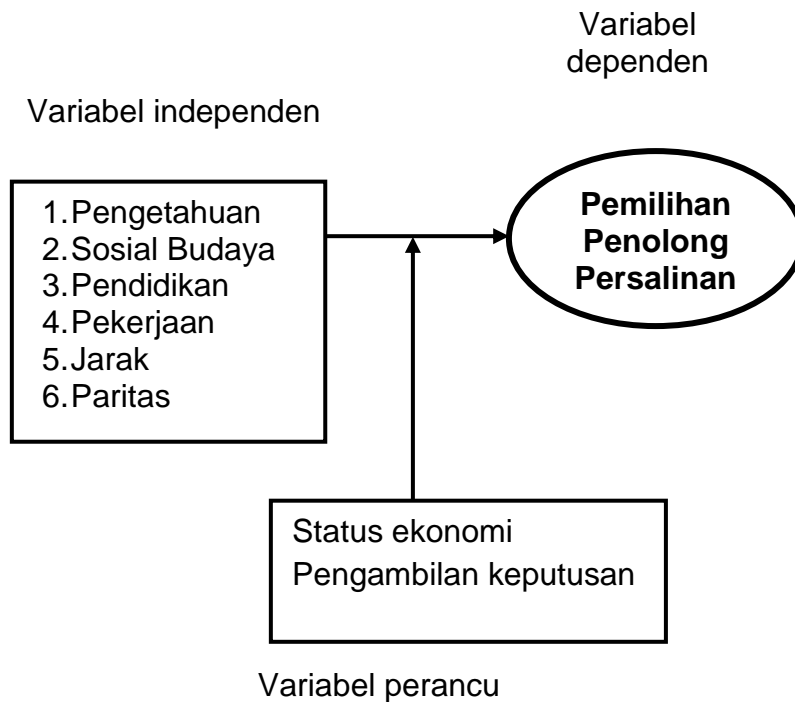 Variabel
dependen
Variabel independen
1.Pengetahuan
2.Sosial Budaya
3.Pendidikan
4.Pekerjaan
5.Jarak
6.Paritas
Pemilihan
Penolong
Persalinan
Status ekonomi
Pengambilan keputusan
Variabel perancu